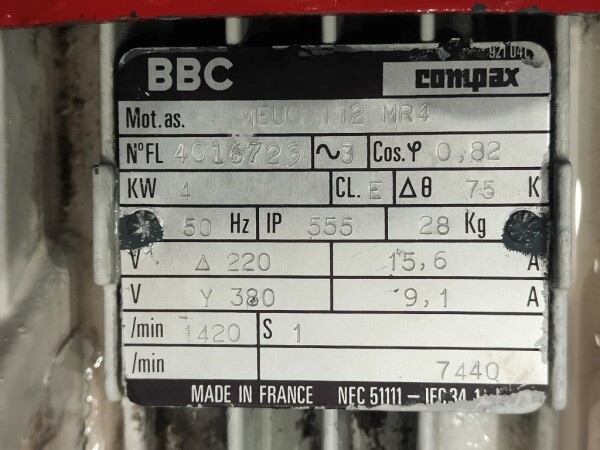 921 041
BBC compax
Mot.as. MEUC 112 MR4
N°FL 4016723 ~3 Cos.φ 0,82
KW 4 CL. E Δθ 75 K
50 Hz IP 555 28 Kg
V Δ 220 15,6 A
V Y 380 9,1 A
/min 1420 S 1
/min 7440
MADE IN FRANCE NFC 51111 – IEC 34.1